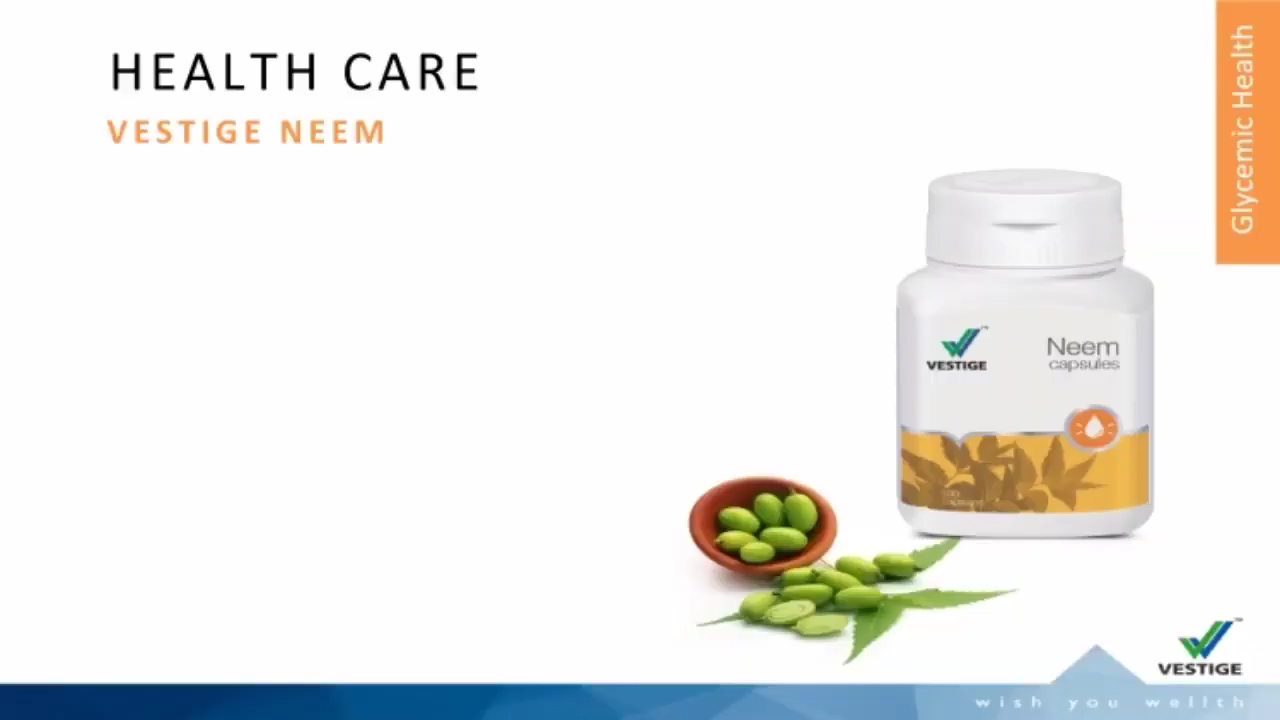 HEALTH CARE
VESTIGE NEEM
Glycemic Health
VESTIGE
Neem
capsules
VESTIGE
wish you wellth